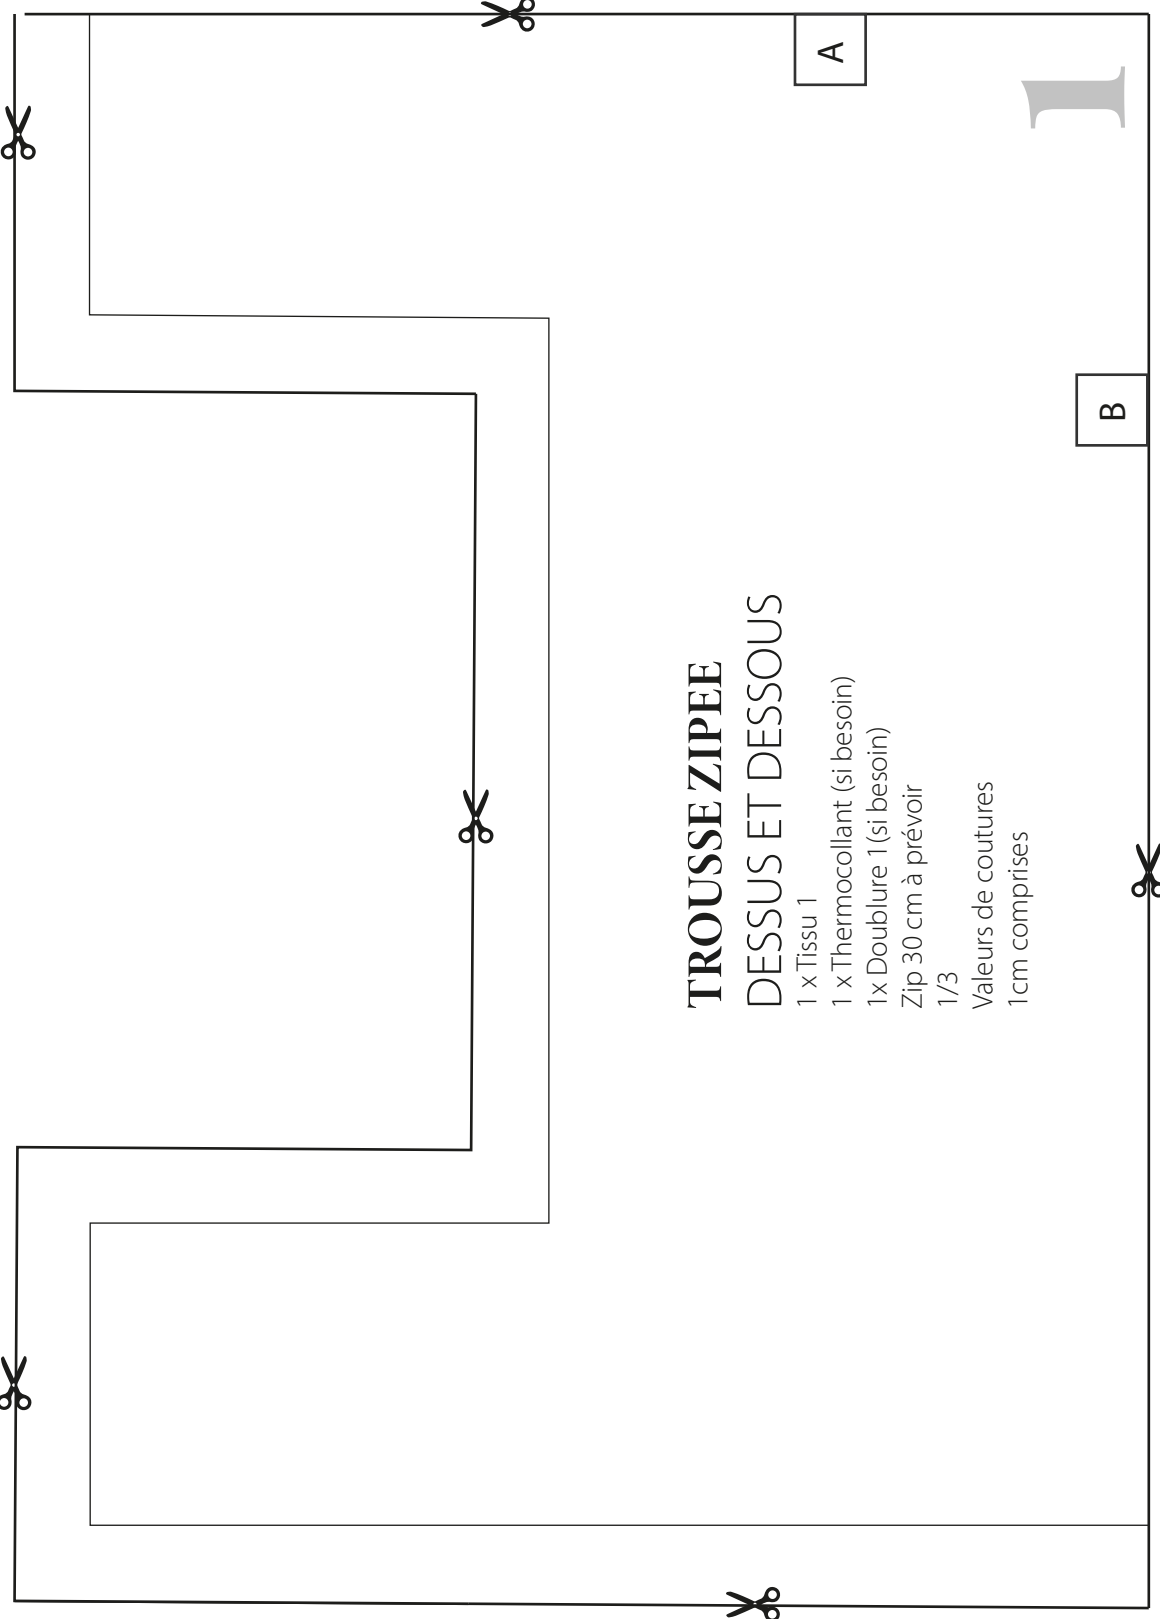 TROUSSE ZIPEE
DESSUS ET DESSOUS
1 x Tissu 1
1 x Thermocollant (si besoin)
1x Doublure 1(si besoin)
Zip 30 cm à prévoir
1/3
Valeurs de coutures
1cm comprises
A
B
1